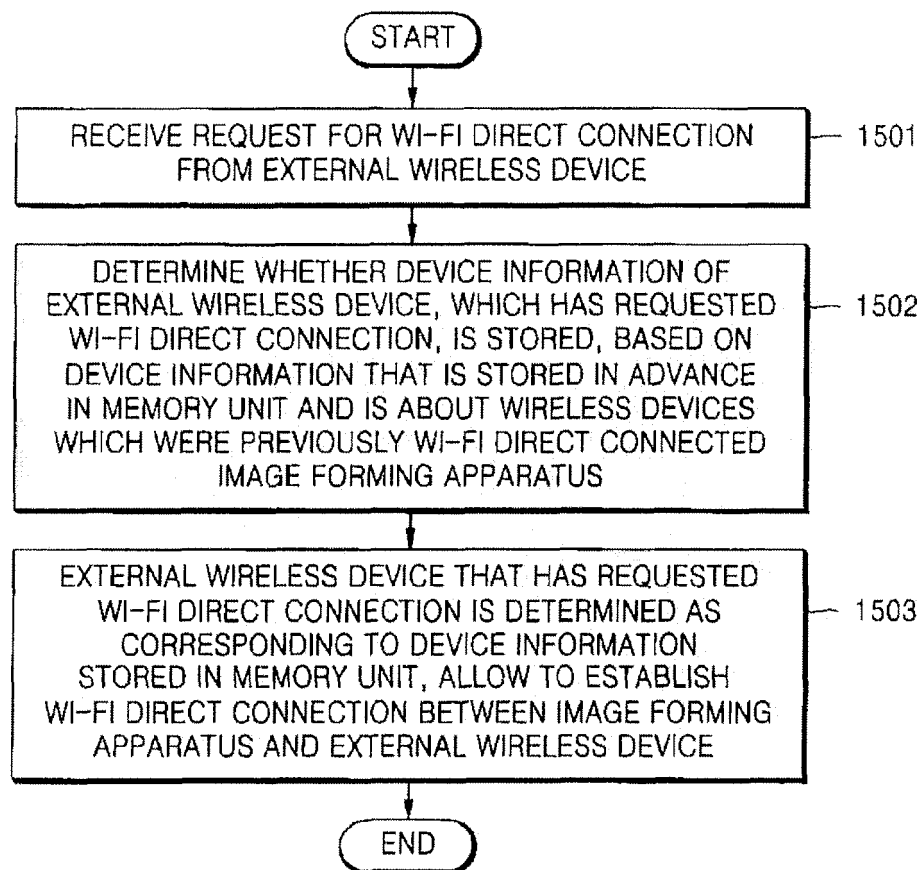 START
RECEIVE REQUEST FOR WI-FI DIRECT CONNECTION
FROM EXTERNAL WIRELESS DEVICE
1501
DETERMINE WHETHER DEVICE INFORMATION OF
EXTERNAL WIRELESS DEVICE, WHICH HAS REQUESTED
WI-FI DIRECT CONNECTION, IS STORED, BASED ON
DEVICE INFORMATION THAT IS STORED IN ADVANCE
IN MEMORY UNIT AND IS ABOUT WIRELESS DEVICES
WHICH WERE PREVIOUSLY WI-FI DIRECT CONNECTED
IMAGE FORMING APPARATUS
1502
EXTERNAL WIRELESS DEVICE THAT HAS REQUESTED
WI-FI DIRECT CONNECTION IS DETERMINED AS
CORRESPONDING TO DEVICE INFORMATION
STORED IN MEMORY UNIT, ALLOW TO ESTABLISH
WI-FI DIRECT CONNECTION BETWEEN IMAGE FORMING
APPARATUS AND EXTERNAL WIRELESS DEVICE
1503
END